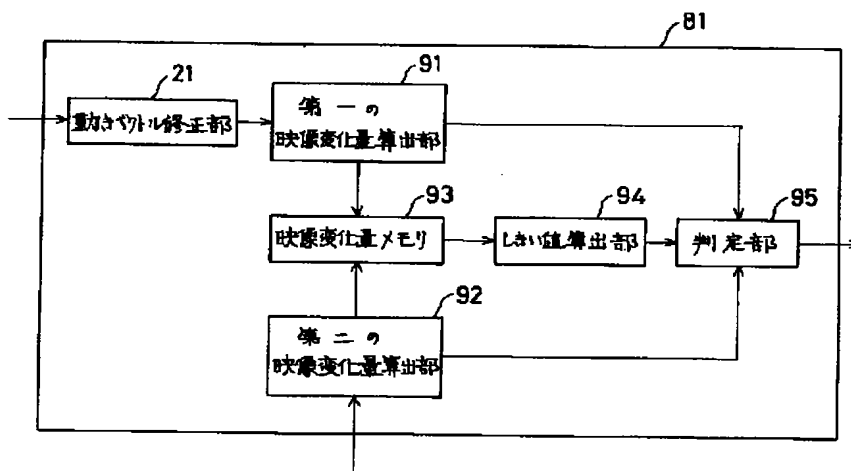 81
21
動きベクトル修正部
91
第一の
映像変化量算出部
93
映像変化量メモリ
94
しきい値算出部
95
判定部
92
第二の
映像変化量算出部